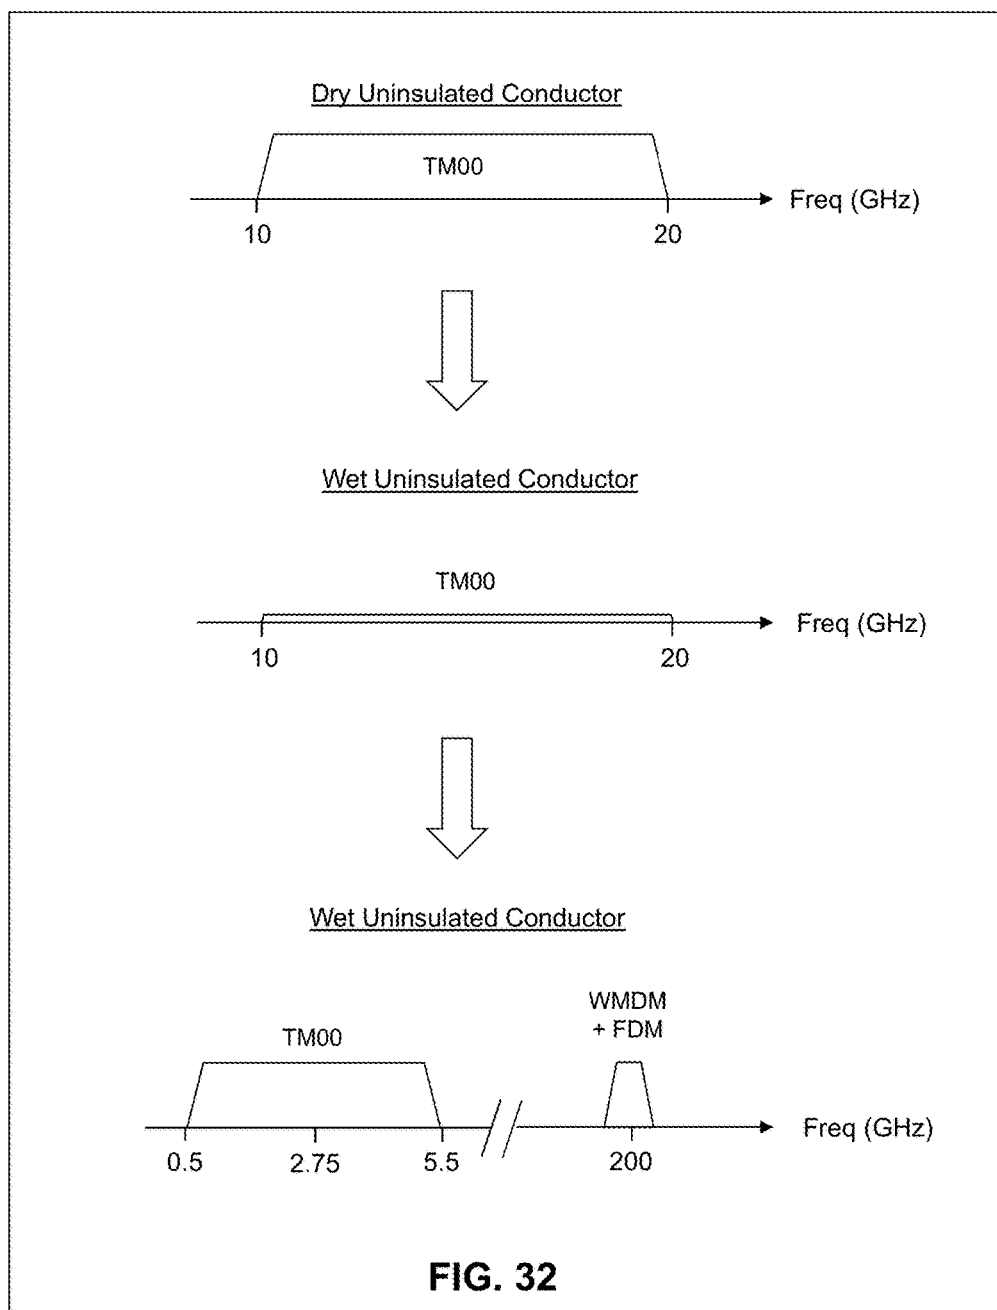 Dry Uninsulated Conductor
TM00
Freq (GHz)
10
20
Wet Uninsulated Conductor
TM00
Freq (GHz)
10
20
Wet Uninsulated Conductor
WMDM
+ FDM
TM00
Freq (GHz)
0.5
2.75
5.5
200
FIG. 32